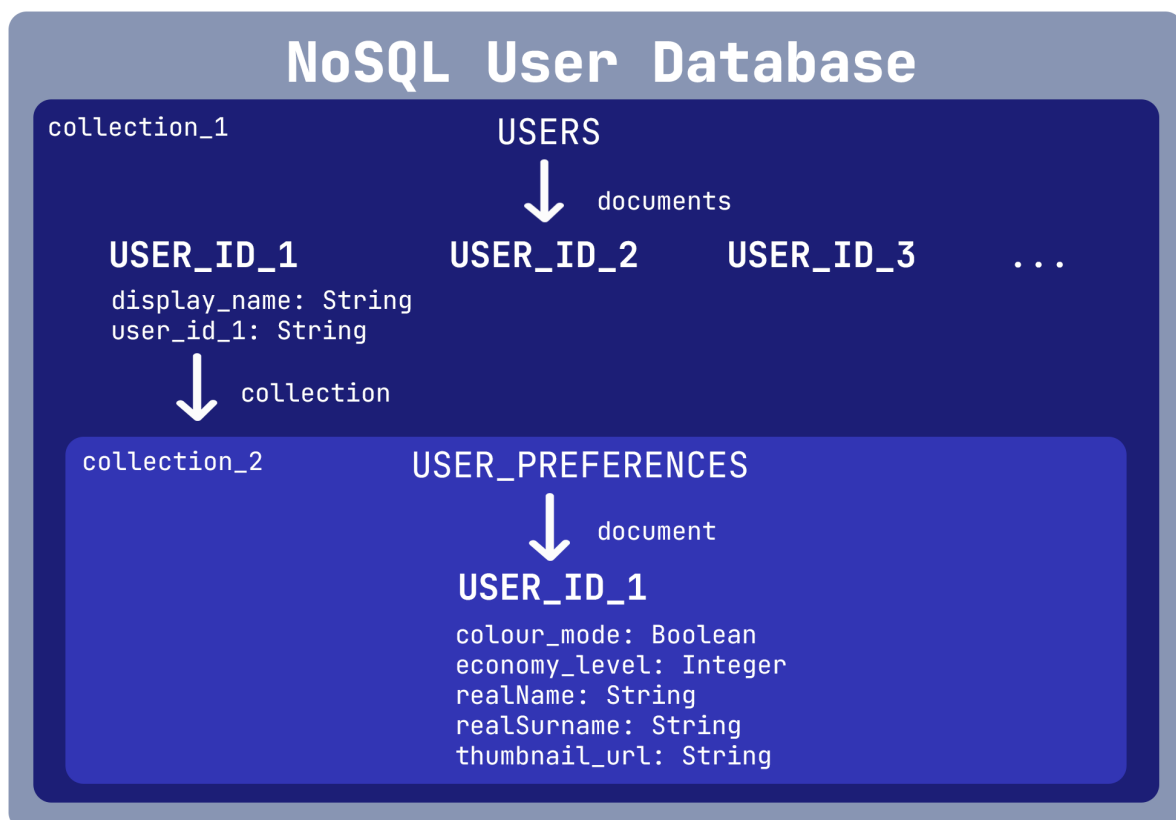 NoSQL User Database
collection_1
USERS
documents
USER_ID_1 USER_ID_2 USER_ID_3 ...
display_name: String
user_id_1: String
collection
collection_2
USER_PREFERENCES
document
USER_ID_1
colour_mode: Boolean
economy_level: Integer
realName: String
realSurname: String
thumbnail_url: String